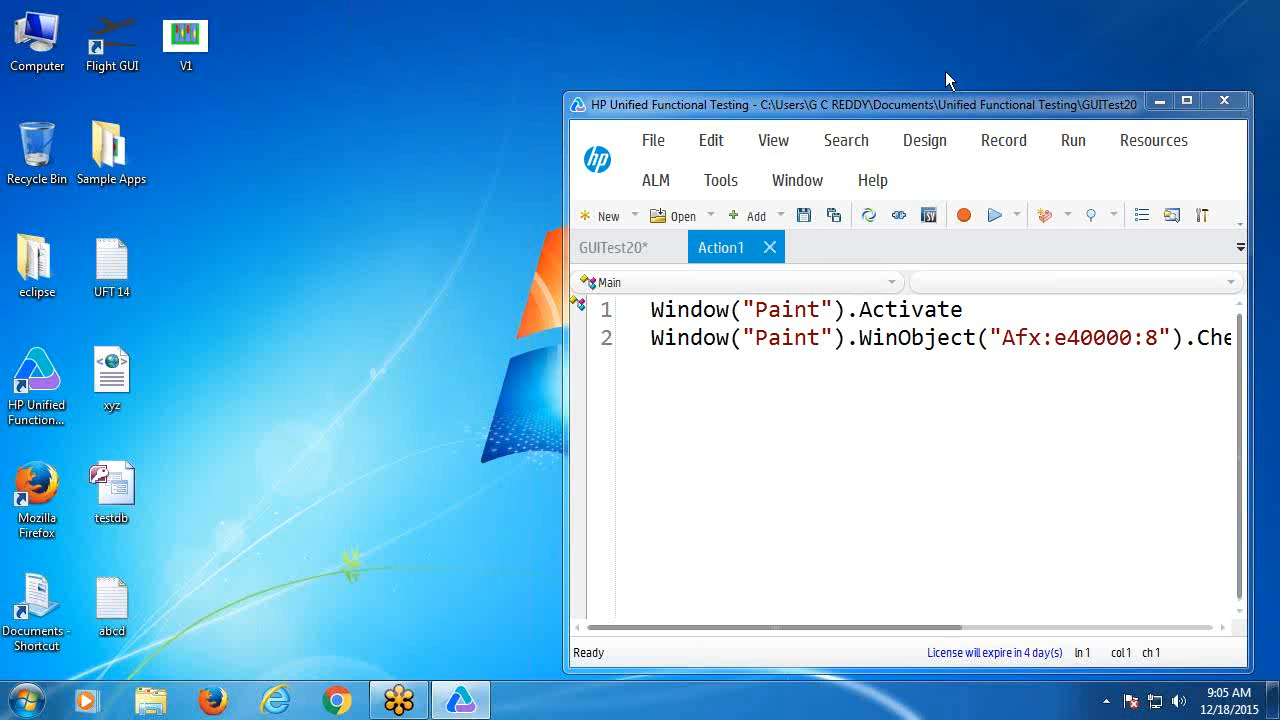 Computer
Flight GUI
V1
Recycle Bin
Sample Apps
eclipse
UFT 14
HP Unified
Function...
xyz
Mozilla
Firefox
testdb
Documents -
Shortcut
abcd
HP Unified Functional Testing - C:\Users\G C REDDY\Documents\Unified Functional Testing\GUITest20
hp
File Edit View Search Design Record Run Resources
ALM Tools Window Help
New Open Add
GUITest20* Action1
Main
1 Window("Paint").Activate
2 Window("Paint").WinObject("Afx:e40000:8").Che
Ready License will expire in 4 day(s) ln 1 col 1 ch 1
9:05 AM
12/18/2015